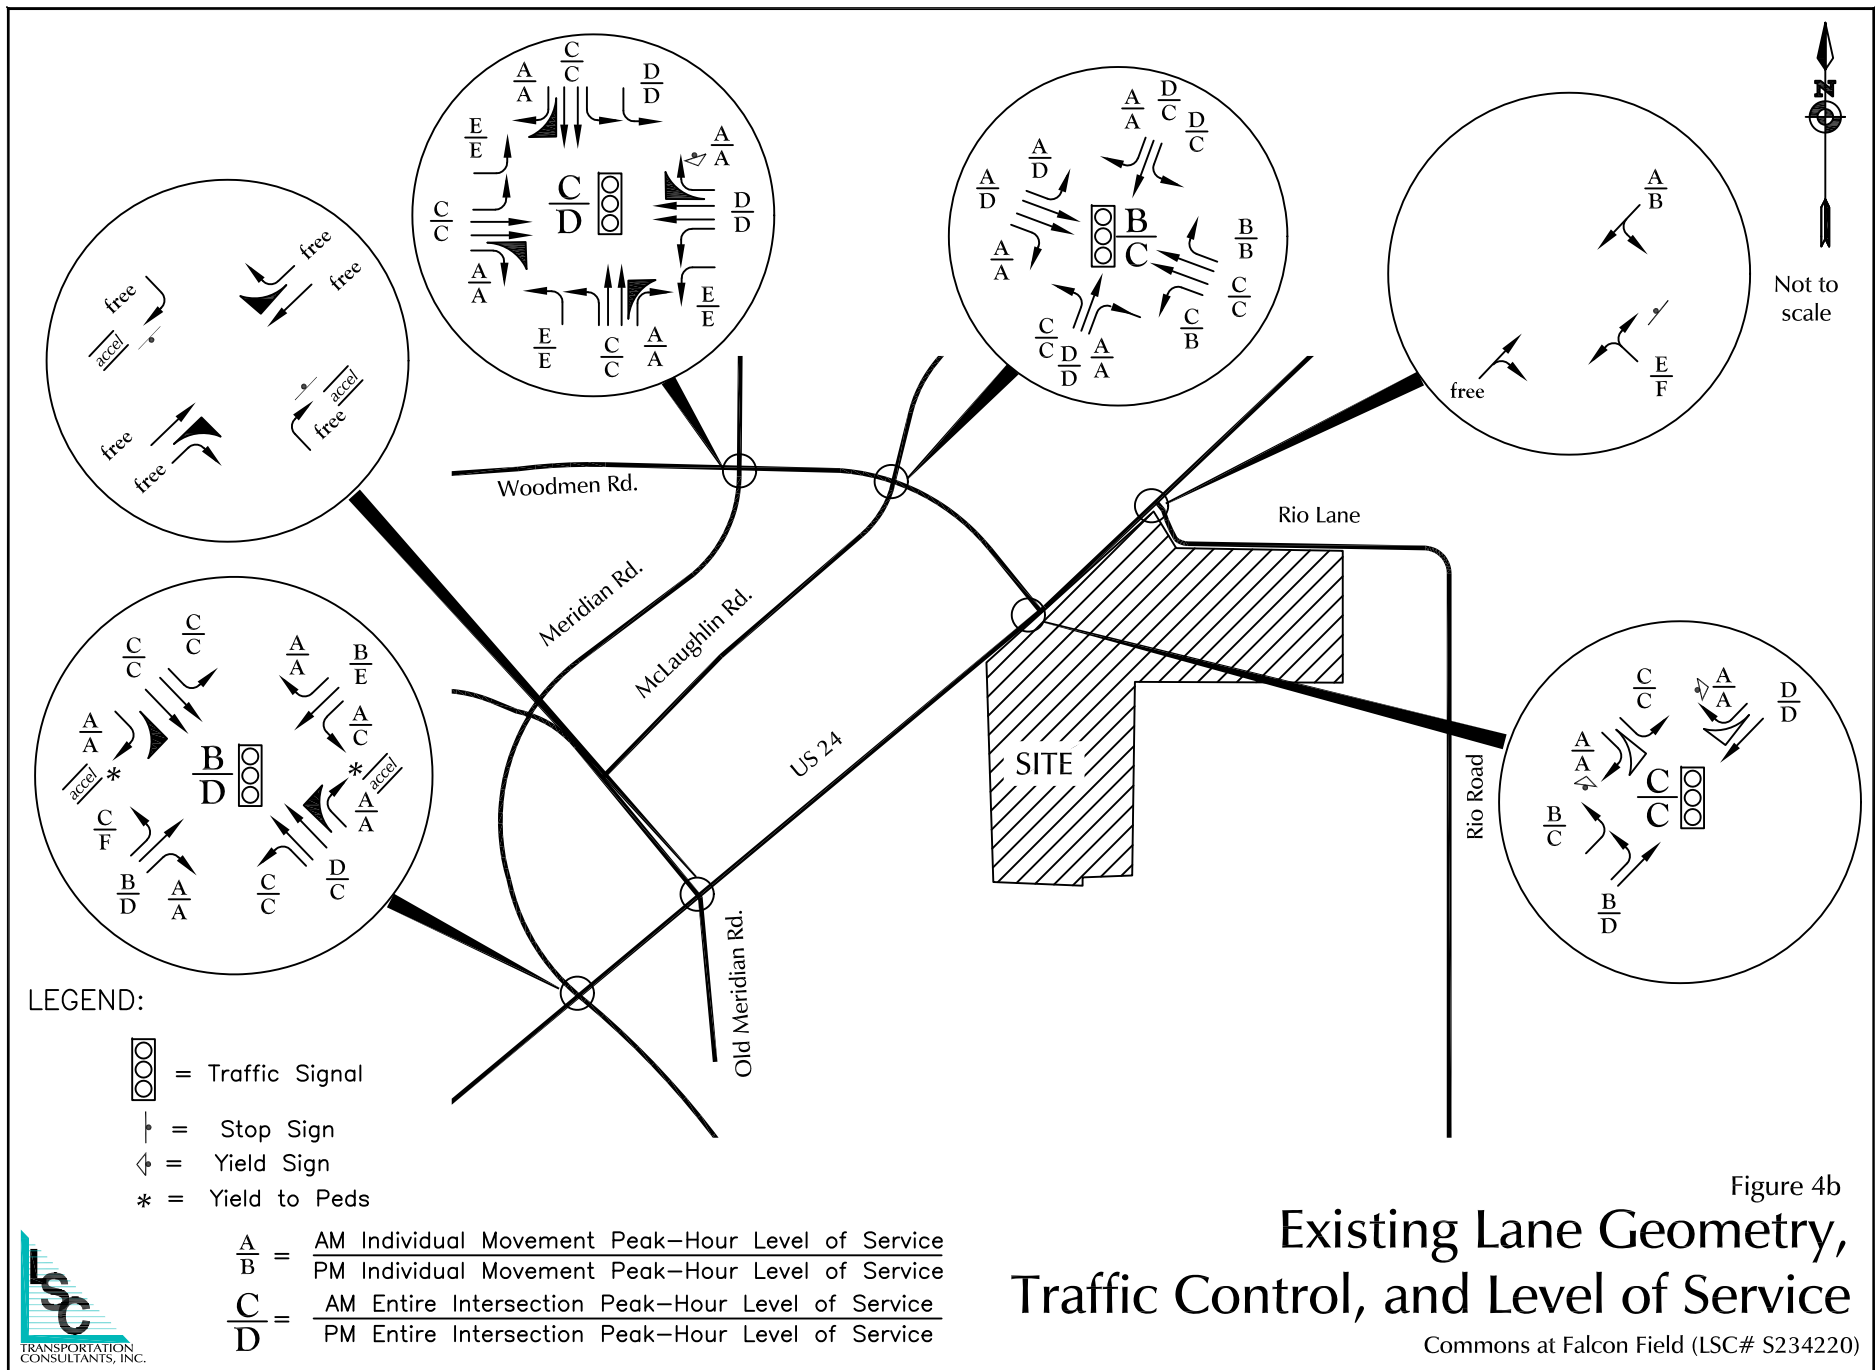 C
C
A
A
D
D
E
E
A
A
C
D
C
C
D
D
A
A
E
E
E
E
C
C
A
A
A
A
D
C
D
C
A
D
A
D
A
A
B
C
B
B
C
C
C
B
C
C
D
D
A
A
A
B
E
F
free
N
Not to
scale
free
free
free
accel
accel
free
free
free
Woodmen Rd.
Meridian Rd.
McLaughlin Rd.
US 24
Old Meridian Rd.
Rio Lane
Rio Road
SITE
C
C
C
C
A
A
B
E
A
C
A
A
accel
*
B
D
*
accel
A
A
C
F
B
D
A
A
C
C
D
C
C
C
A
A
D
D
A
A
C
C
B
C
B
D
LEGEND:
= Traffic Signal
= Stop Sign
= Yield Sign
* = Yield to Peds
A
B
=
AM Individual Movement Peak-Hour Level of Service
PM Individual Movement Peak-Hour Level of Service
C
D
=
AM Entire Intersection Peak-Hour Level of Service
PM Entire Intersection Peak-Hour Level of Service
LSC
TRANSPORTATION
CONSULTANTS, INC.
Figure 4b
Existing Lane Geometry,
Traffic Control, and Level of Service
Commons at Falcon Field (LSC# S234220)